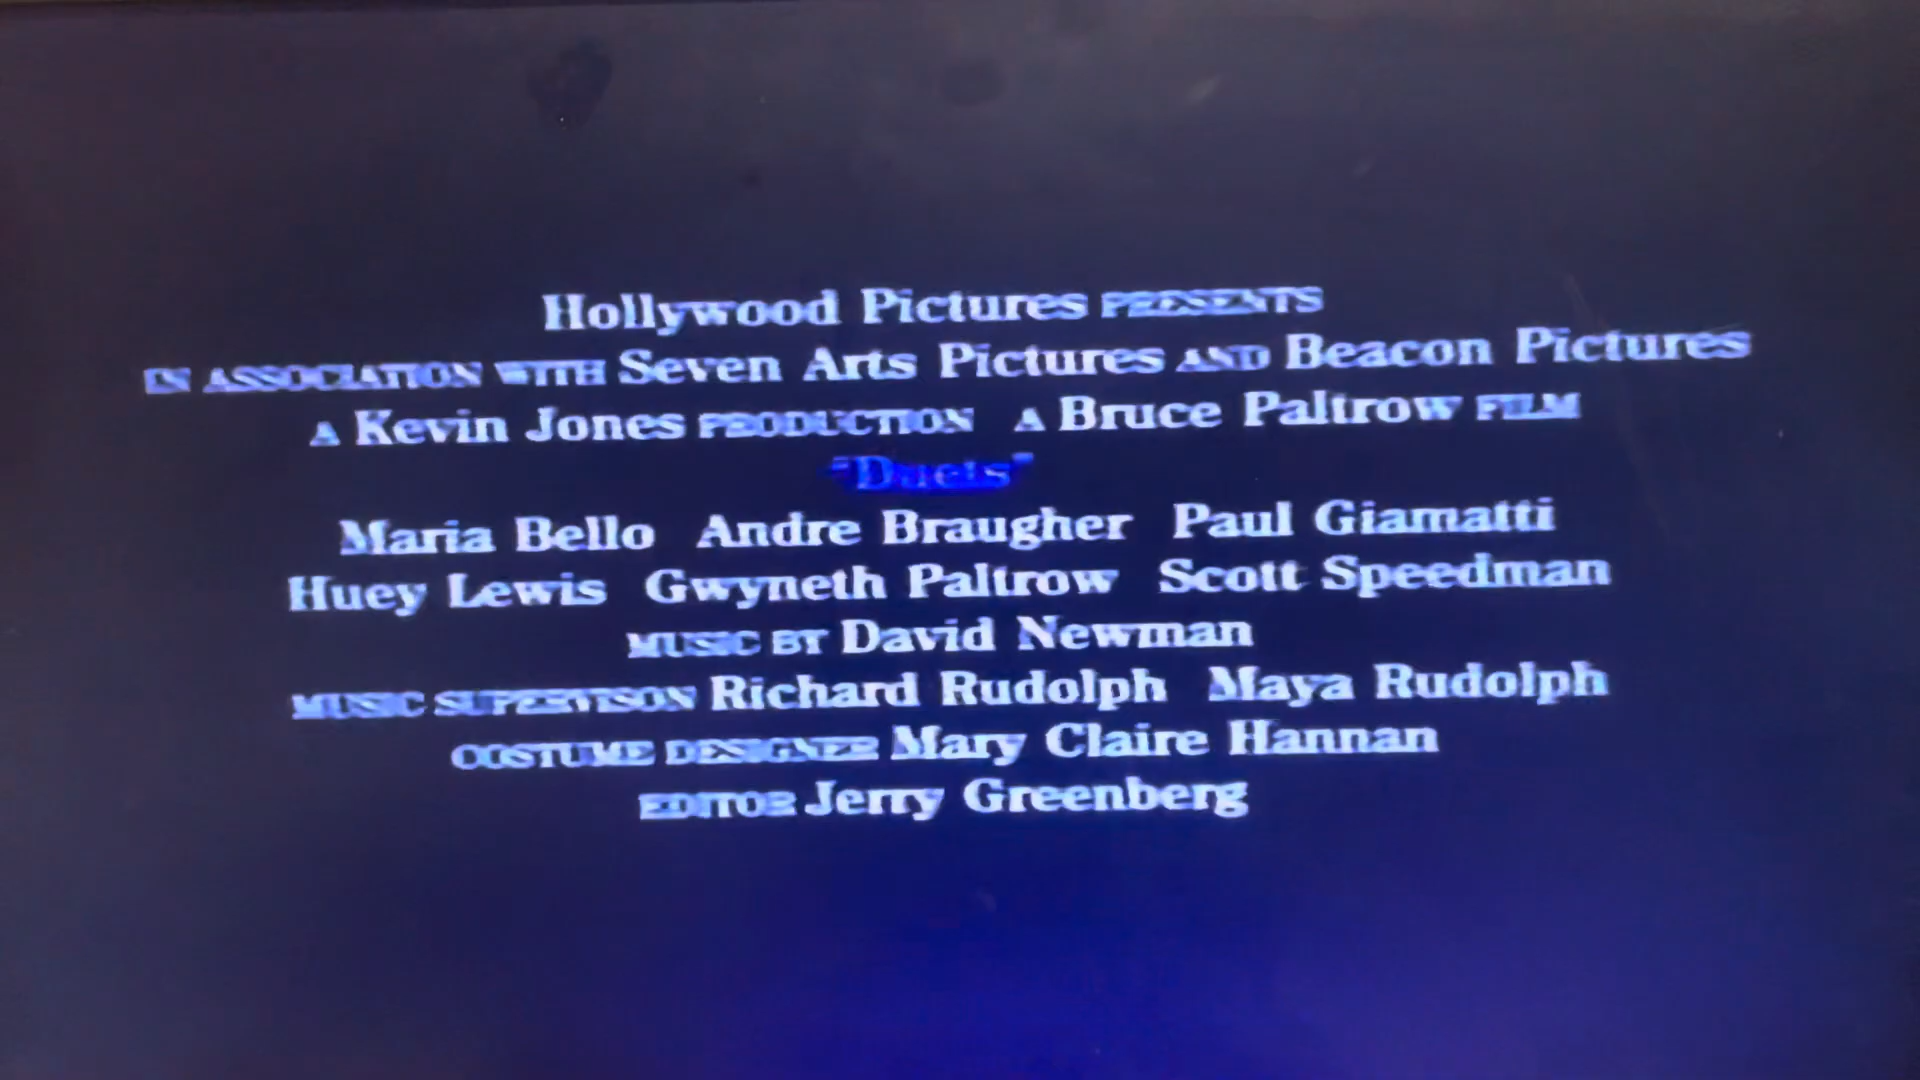 Hollywood Pictures PRESENTS
IN ASSOCIATION WITH Seven Arts Pictures AND Beacon Pictures
A Kevin Jones PRODUCTION A Bruce Paltrow FILM
"Duets"
Maria Bello Andre Braugher Paul Giamatti
Huey Lewis Gwyneth Paltrow Scott Speedman
MUSIC BY David Newman
MUSIC SUPERVISON Richard Rudolph Maya Rudolph
COSTUME DESIGNER Mary Claire Hannan
EDITOR Jerry Greenberg